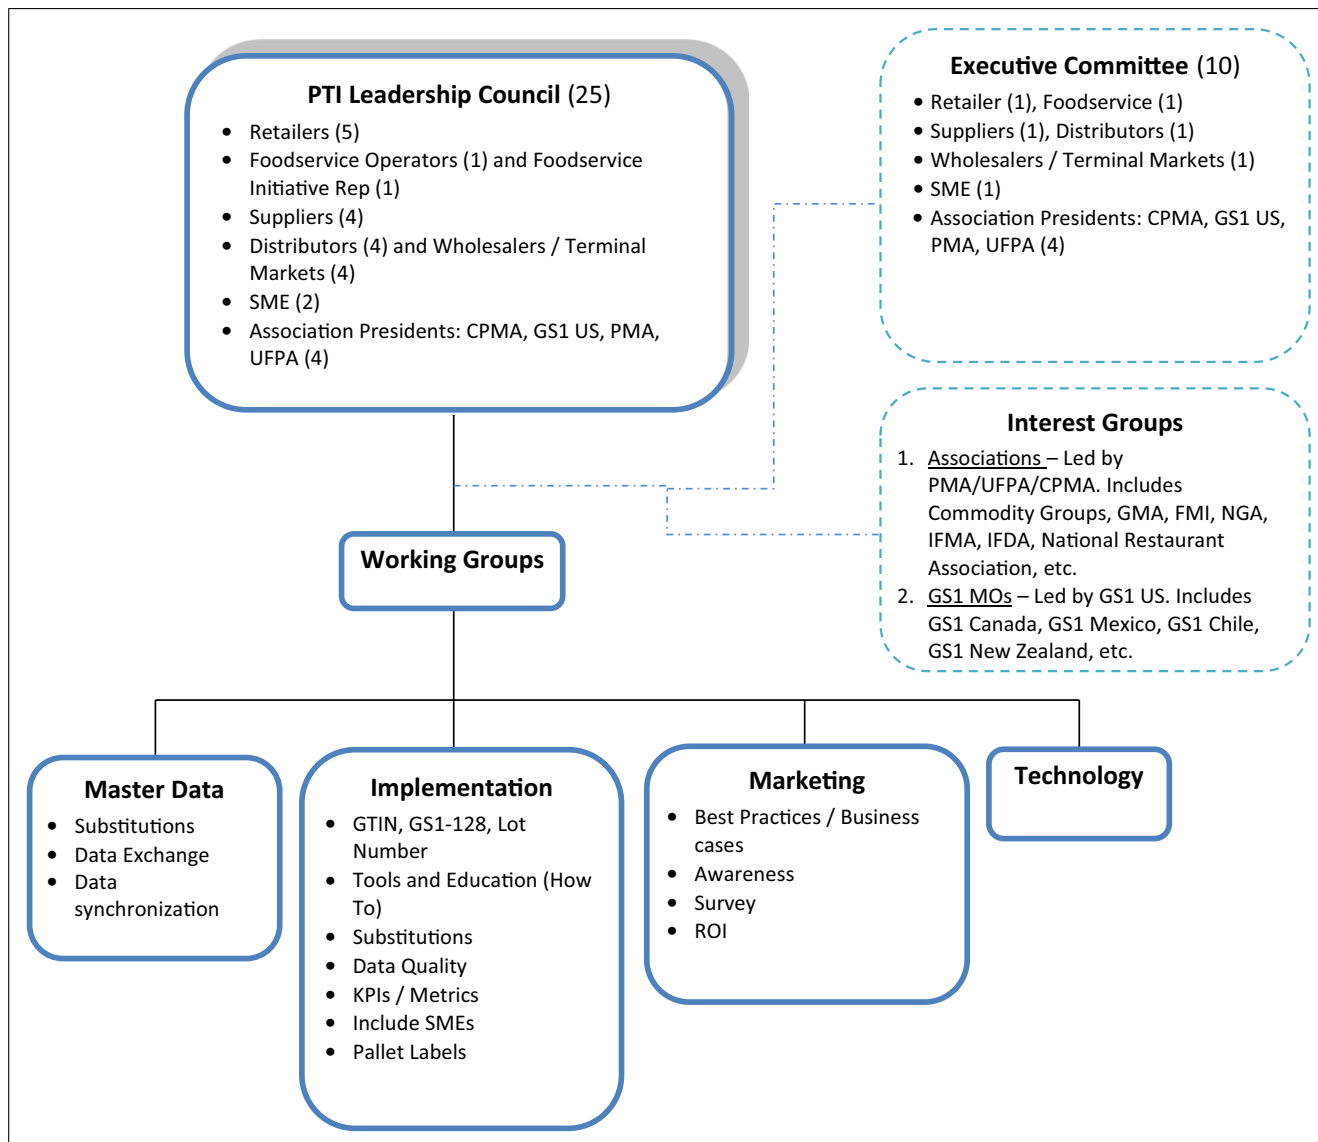 PTI Leadership Council (25)
• Retailers (5)
• Foodservice Operators (1) and Foodservice
Initiative Rep (1)
• Suppliers (4)
• Distributors (4) and Wholesalers / Terminal
Markets (4)
• SME (2)
• Association Presidents: CPMA, GS1 US, PMA,
UFPA (4)
Executive Committee (10)
• Retailer (1), Foodservice (1)
• Suppliers (1), Distributors (1)
• Wholesalers / Terminal Markets (1)
• SME (1)
• Association Presidents: CPMA, GS1 US,
PMA, UFPA (4)
Interest Groups
1. Associations – Led by
PMA/UFPA/CPMA. Includes
Commodity Groups, GMA, FMI, NGA,
IFMA, IFDA, National Restaurant
Association, etc.
2. GS1 MOs – Led by GS1 US. Includes
GS1 Canada, GS1 Mexico, GS1 Chile,
GS1 New Zealand, etc.
Working Groups
Master Data
• Substitutions
• Data Exchange
• Data
synchronization
Implementation
• GTIN, GS1-128, Lot
Number
• Tools and Education (How
To)
• Substitutions
• Data Quality
• KPIs / Metrics
• Include SMEs
• Pallet Labels
Marketing
• Best Practices / Business
cases
• Awareness
• Survey
• ROI
Technology